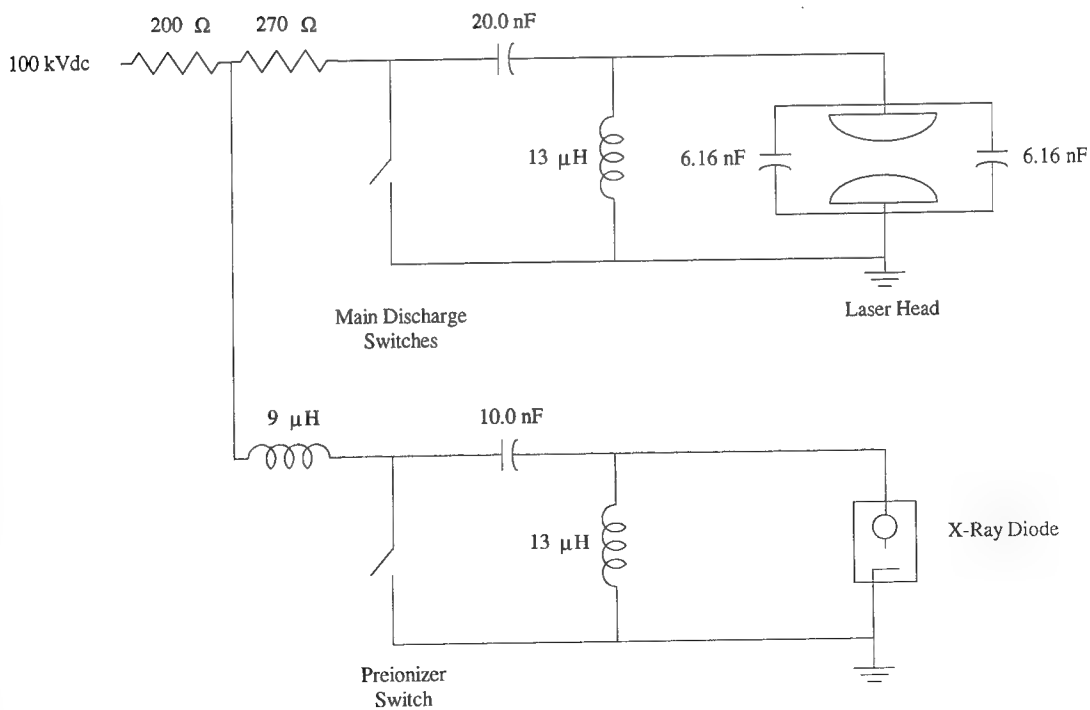 200 Ω
270 Ω
20.0 nF
100 kVdc
13 μH
6.16 nF
6.16 nF
Main Discharge
Switches
Laser Head
9 μH
10.0 nF
13 μH
X-Ray Diode
Preionizer
Switch